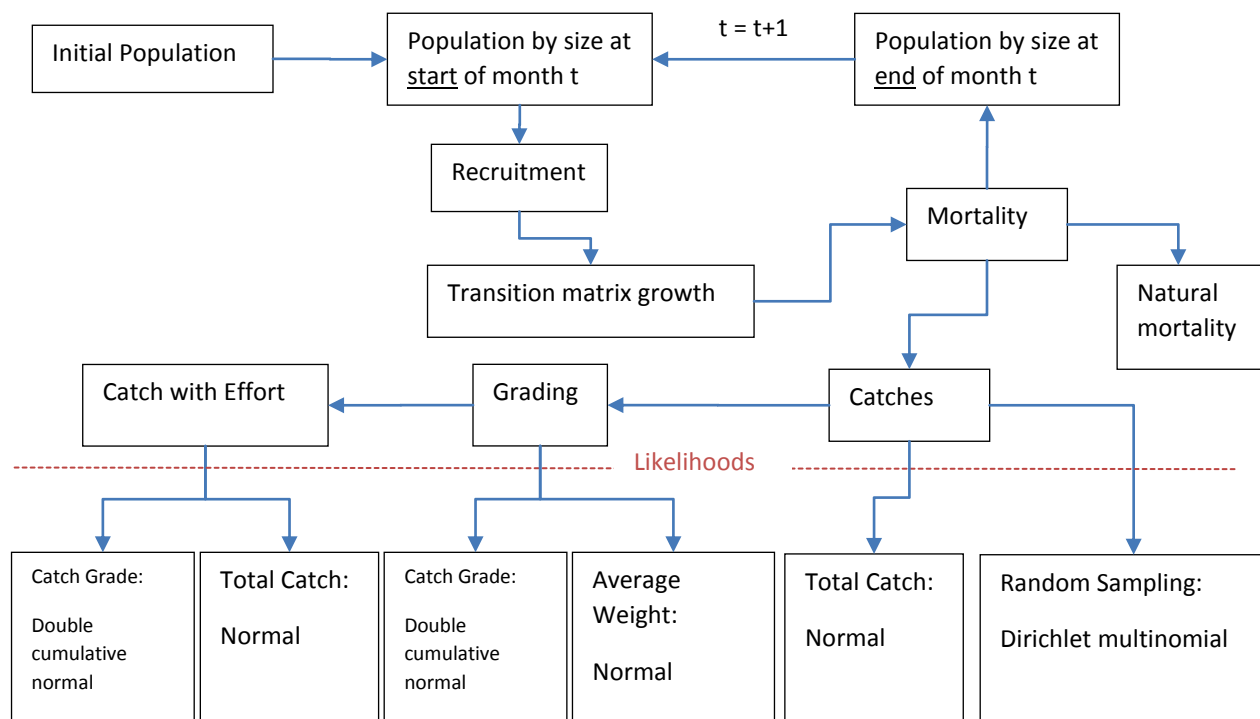 Initial Population
Population by size at
start of month t
t = t+1
Population by size at
end of month t
Recruitment
Mortality
Transition matrix growth
Natural
mortality
Catch with Effort
Grading
Catches
Likelihoods
Catch Grade:
Double
cumulative
normal
Total Catch:
Normal
Catch Grade:
Double
cumulative
normal
Average
Weight:
Normal
Total Catch:
Normal
Random Sampling:
Dirichlet multinomial